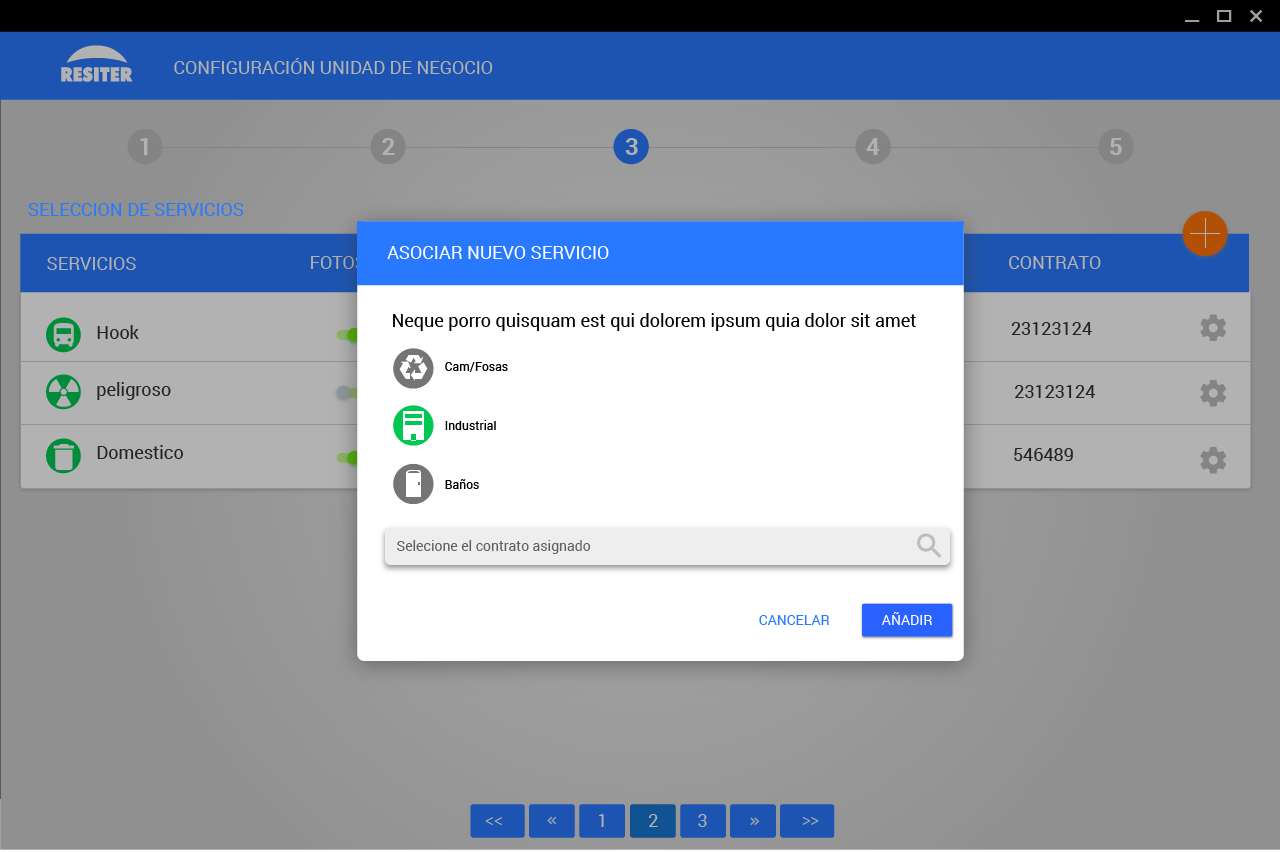 RESITER
CONFIGURACIÓN UNIDAD DE NEGOCIO
1 2 3 4 5
SELECCION DE SERVICIOS
SERVICIOS FOTOS CONTRATO
ASOCIAR NUEVO SERVICIO
Neque porro quisquam est qui dolorem ipsum quia dolor sit amet
Cam/Fosas
Industrial
Baños
Selecione el contrato asignado
CANCELAR AÑADIR
Hook 23123124
peligroso 23123124
Domestico 546489
<< « 1 2 3 » >>